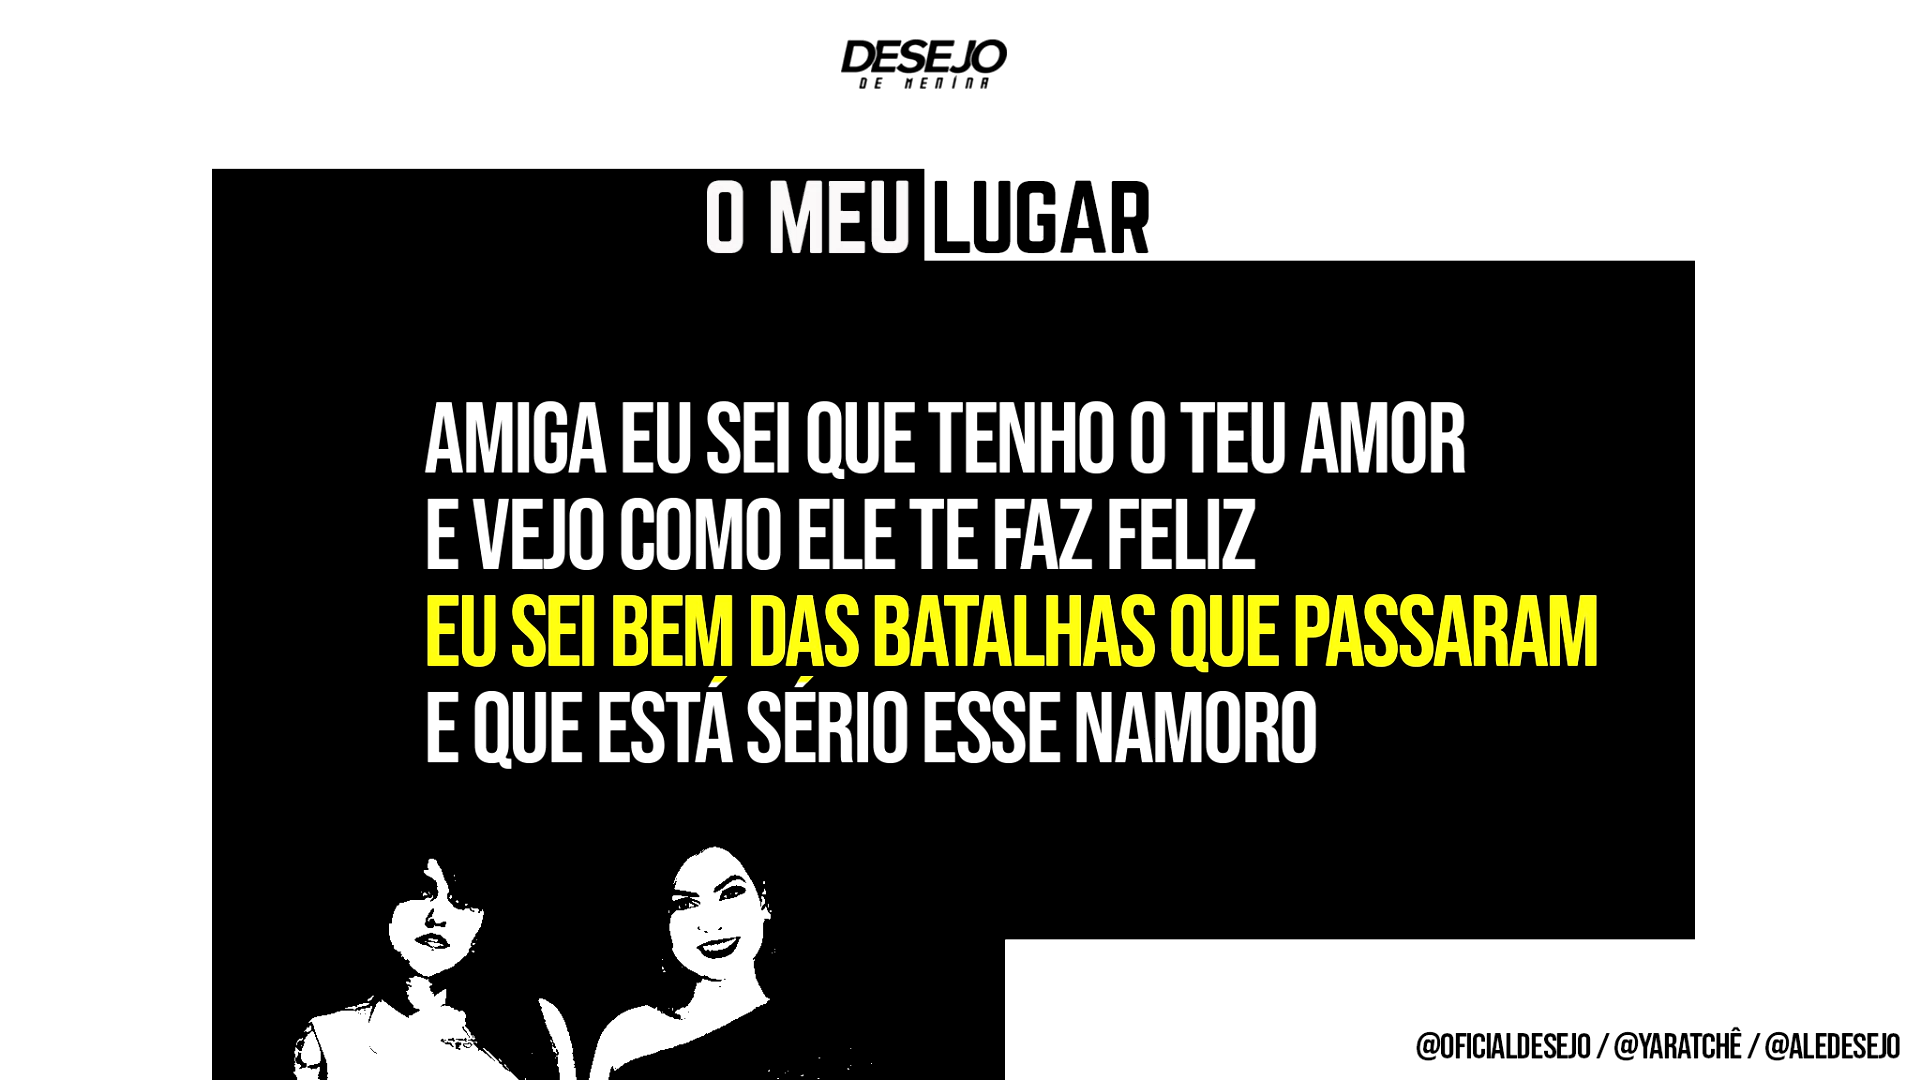 DESEJO
DE MENINA
O MEU LUGAR
AMIGA EU SEI QUE TENHO O TEU AMOR
E VEJO COMO ELE TE FAZ FELIZ
EU SEI BEM DAS BATALHAS QUE PASSARAM
E QUE ESTÁ SÉRIO ESSE NAMORO
@OFICIALDESEJO / @YARATCHÊ / @ALEDESEJO